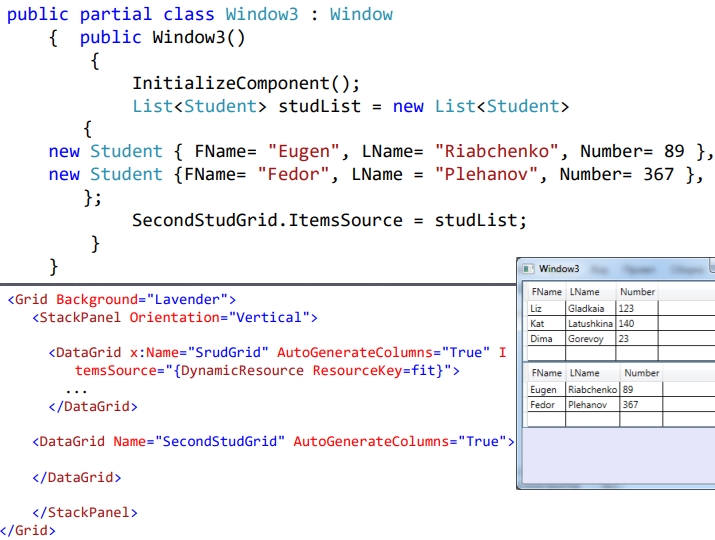 public partial class Window3 : Window
{ public Window3()
{
InitializeComponent();
List<Student> studList = new List<Student>
{
new Student { FName= "Eugen", LName= "Riabchenko", Number= 89 },
new Student {FName= "Fedor", LName = "Plehanov", Number= 367 },
};
SecondStudGrid.ItemsSource = studList;
}
}
<Grid Background="Lavender">
<StackPanel Orientation="Vertical">
<DataGrid x:Name="SrudGrid" AutoGenerateColumns="True" I
temsSource="{DynamicResource ResourceKey=fit}">
...
</DataGrid>
<DataGrid Name="SecondStudGrid" AutoGenerateColumns="True">
</DataGrid>
</StackPanel>
</Grid>
Window3
FName LName Number
Liz Gladkaia 123
Kat Latushkina 140
Dima Gorevoy 23
FName LName Number
Eugen Riabchenko 89
Fedor Plehanov 367